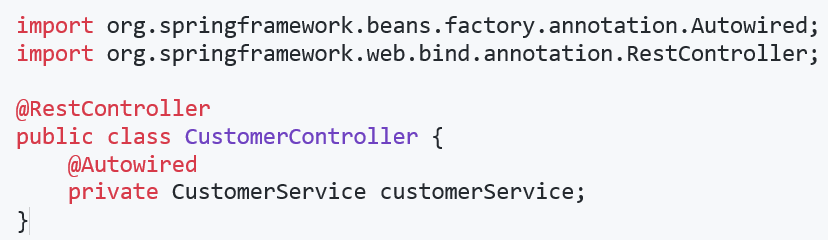 import org.springframework.beans.factory.annotation.Autowired;
import org.springframework.web.bind.annotation.RestController;

@RestController
public class CustomerController {
    @Autowired
    private CustomerService customerService;
}